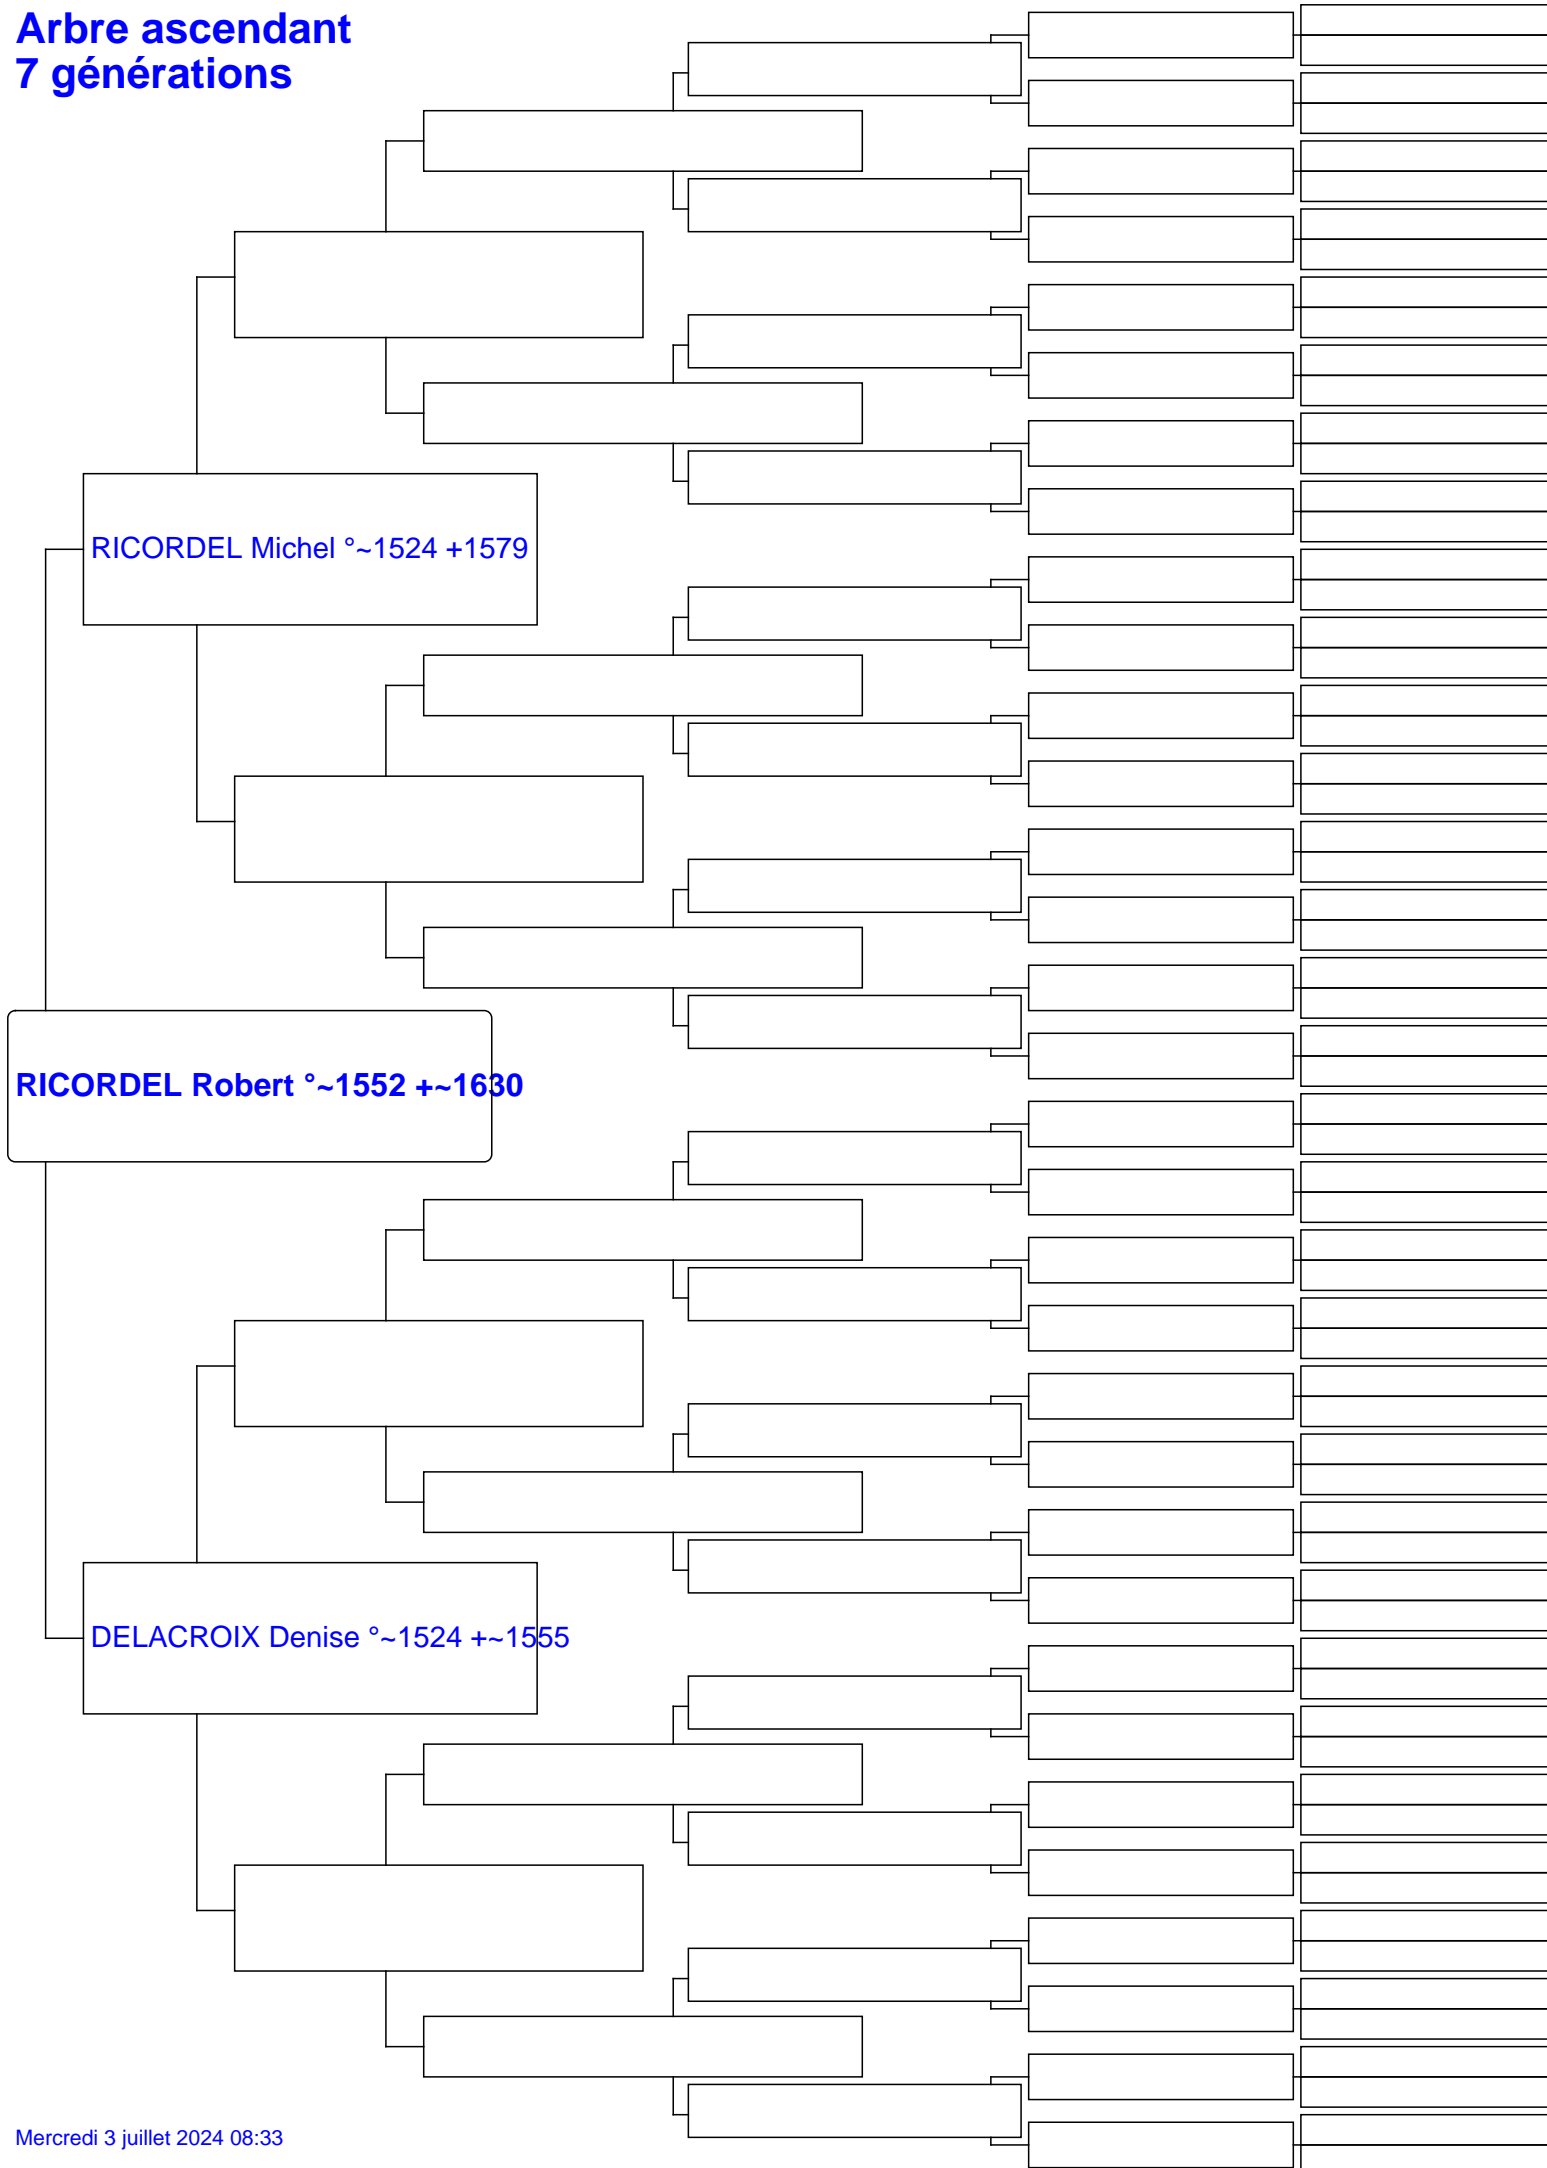 Arbre ascendant
7 générations
RICORDEL Michel °~1524 +1579
RICORDEL Robert °~1552 +~1630
DELACROIX Denise °~1524 +~1555
Mercredi 3 juillet 2024 08:33